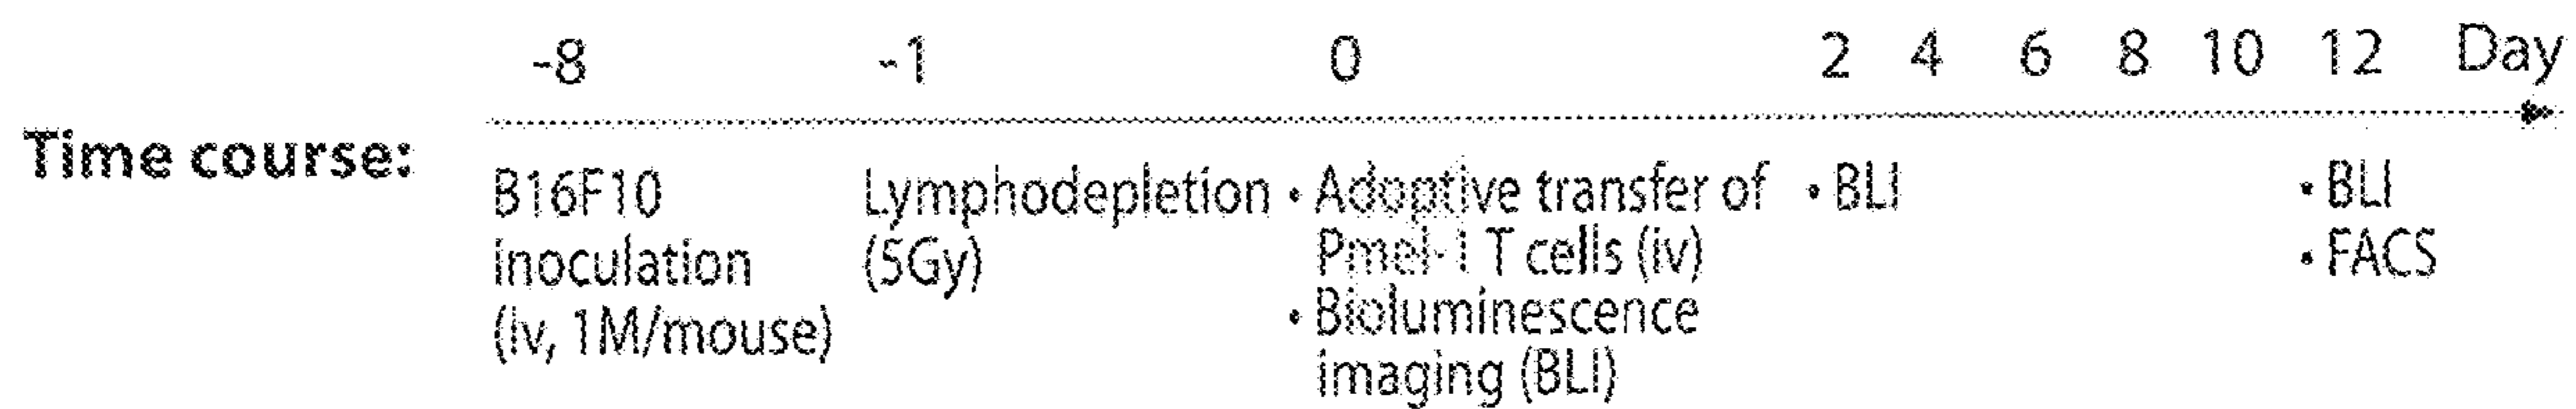 -8 -1 0 2 4 6 8 10 12 Day
Time course:
B16F10
inoculation
(iv, 1M/mouse)
Lymphodepletion
(5Gy)
• Adoptive transfer of
Pmel-1 T cells (iv)
• Bioluminescence
imaging (BLI)
• BLI
• BLI
• FACS